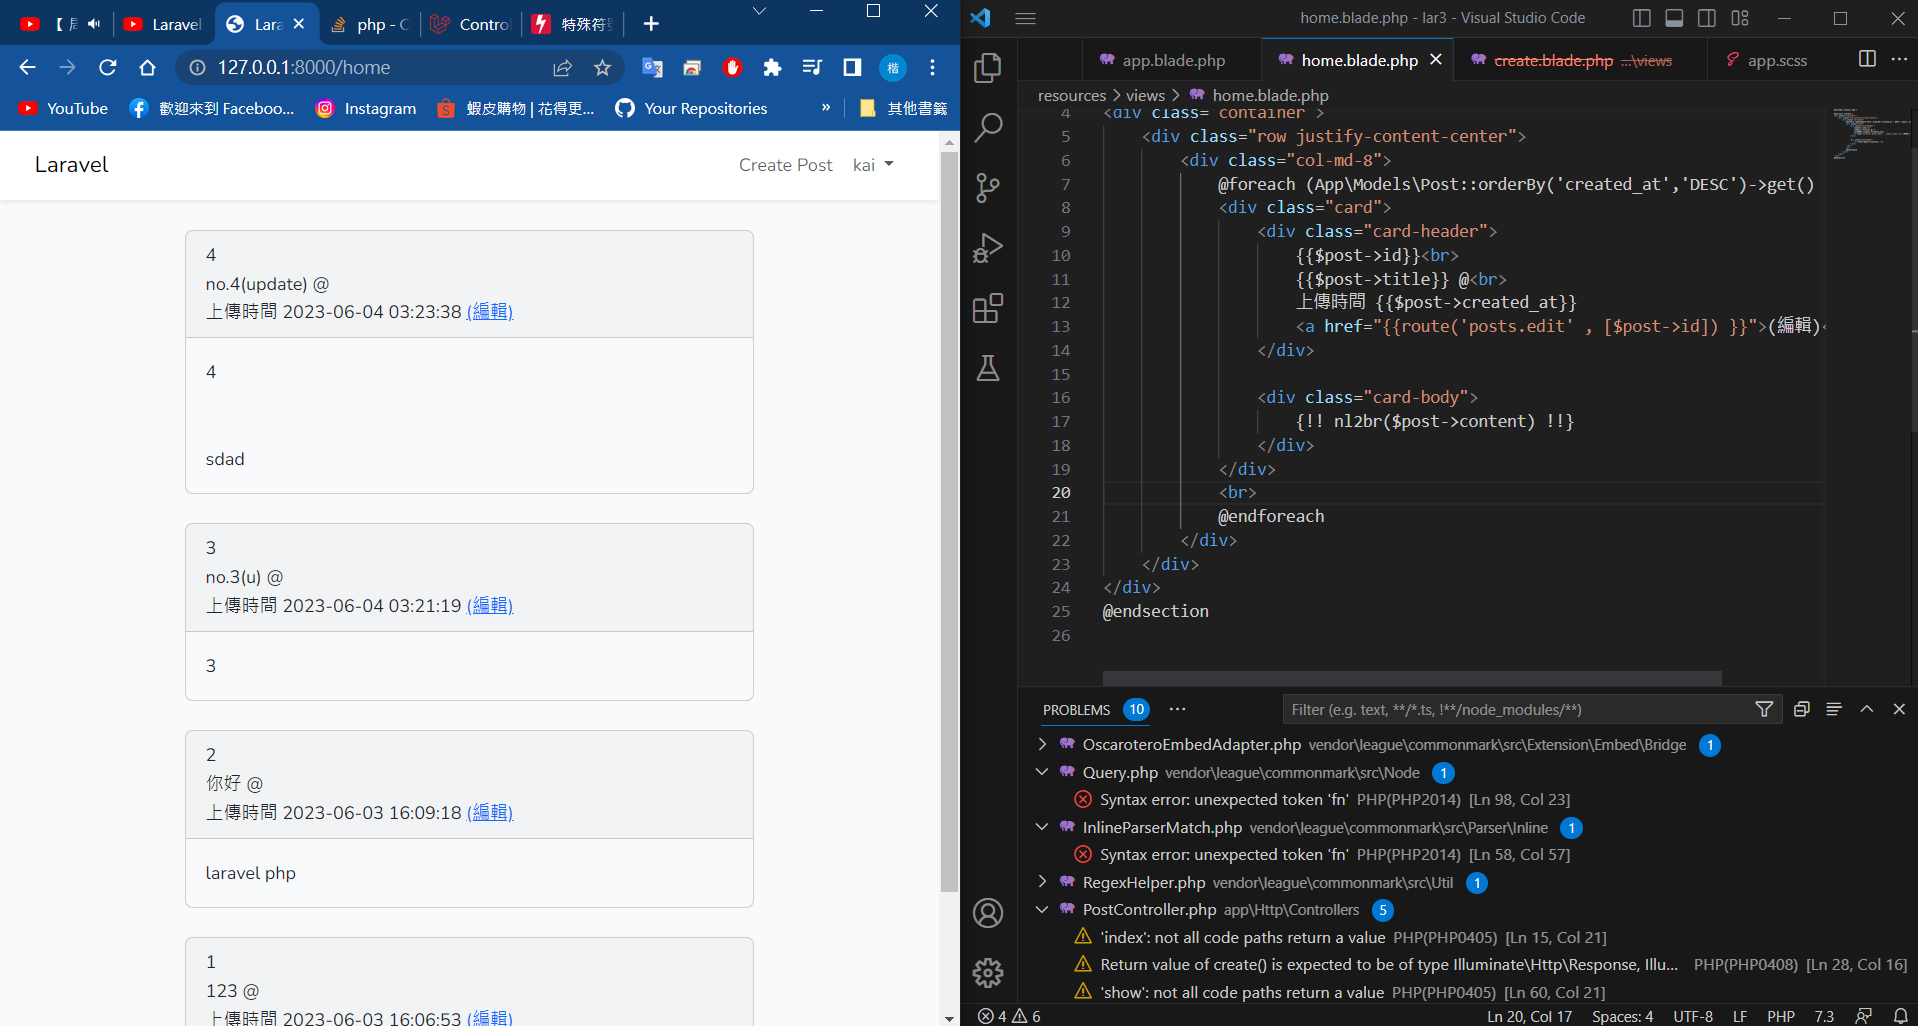 Laravel
Lara
php - C
Contro
特殊符
127.0.0.1:8000/home
楷
YouTube
歡迎來到 Faceboo...
Instagram
蝦皮購物 | 花得更...
Your Repositories
»
其他書籤
Laravel
Create Post
kai
4
no.4(update) @
上傳時間 2023-06-04 03:23:38 (編輯)
4
sdad
3
no.3(u) @
上傳時間 2023-06-04 03:21:19 (編輯)
3
2
你好 @
上傳時間 2023-06-03 16:09:18 (編輯)
laravel php
1
123 @
上傳時間 2023-06-03 16:06:53 (編輯)
home.blade.php - lar3 - Visual Studio Code
app.blade.php
home.blade.php
create.blade.php ...\views
app.scss
resources > views > home.blade.php
4 <div class="container">
5 <div class="row justify-content-center">
6 <div class="col-md-8">
7 @foreach (App\Models\Post::orderBy('created_at','DESC')->get()
8 <div class="card">
9 <div class="card-header">
10 {{$post->id}}<br>
11 {{$post->title}} @<br>
12 上傳時間 {{$post->created_at}}
13 <a href="{{route('posts.edit' , [$post->id]) }}">(編輯)<
14 </div>
15
16 <div class="card-body">
17 {!! nl2br($post->content) !!}
18 </div>
19 </div>
20 <br>
21 @endforeach
22 </div>
23 </div>
24 </div>
25 @endsection
26
PROBLEMS 10 ...
Filter (e.g. text, **/*.ts, !**/node_modules/**)
OscaroteroEmbedAdapter.php vendor\league\commonmark\src\Extension\Embed\Bridge 1
Query.php vendor\league\commonmark\src\Node 1
Syntax error: unexpected token 'fn' PHP(PHP2014) [Ln 98, Col 23]
InlineParserMatch.php vendor\league\commonmark\src\Parser\Inline 1
Syntax error: unexpected token 'fn' PHP(PHP2014) [Ln 58, Col 57]
RegexHelper.php vendor\league\commonmark\src\Util 1
PostController.php app\Http\Controllers 5
'index': not all code paths return a value PHP(PHP0405) [Ln 15, Col 21]
Return value of create() is expected to be of type Illuminate\Http\Response, Illu... PHP(PHP0408) [Ln 28, Col 16]
'show': not all code paths return a value PHP(PHP0405) [Ln 60, Col 21]
4 6
Ln 20, Col 17 Spaces: 4 UTF-8 LF PHP 7.3